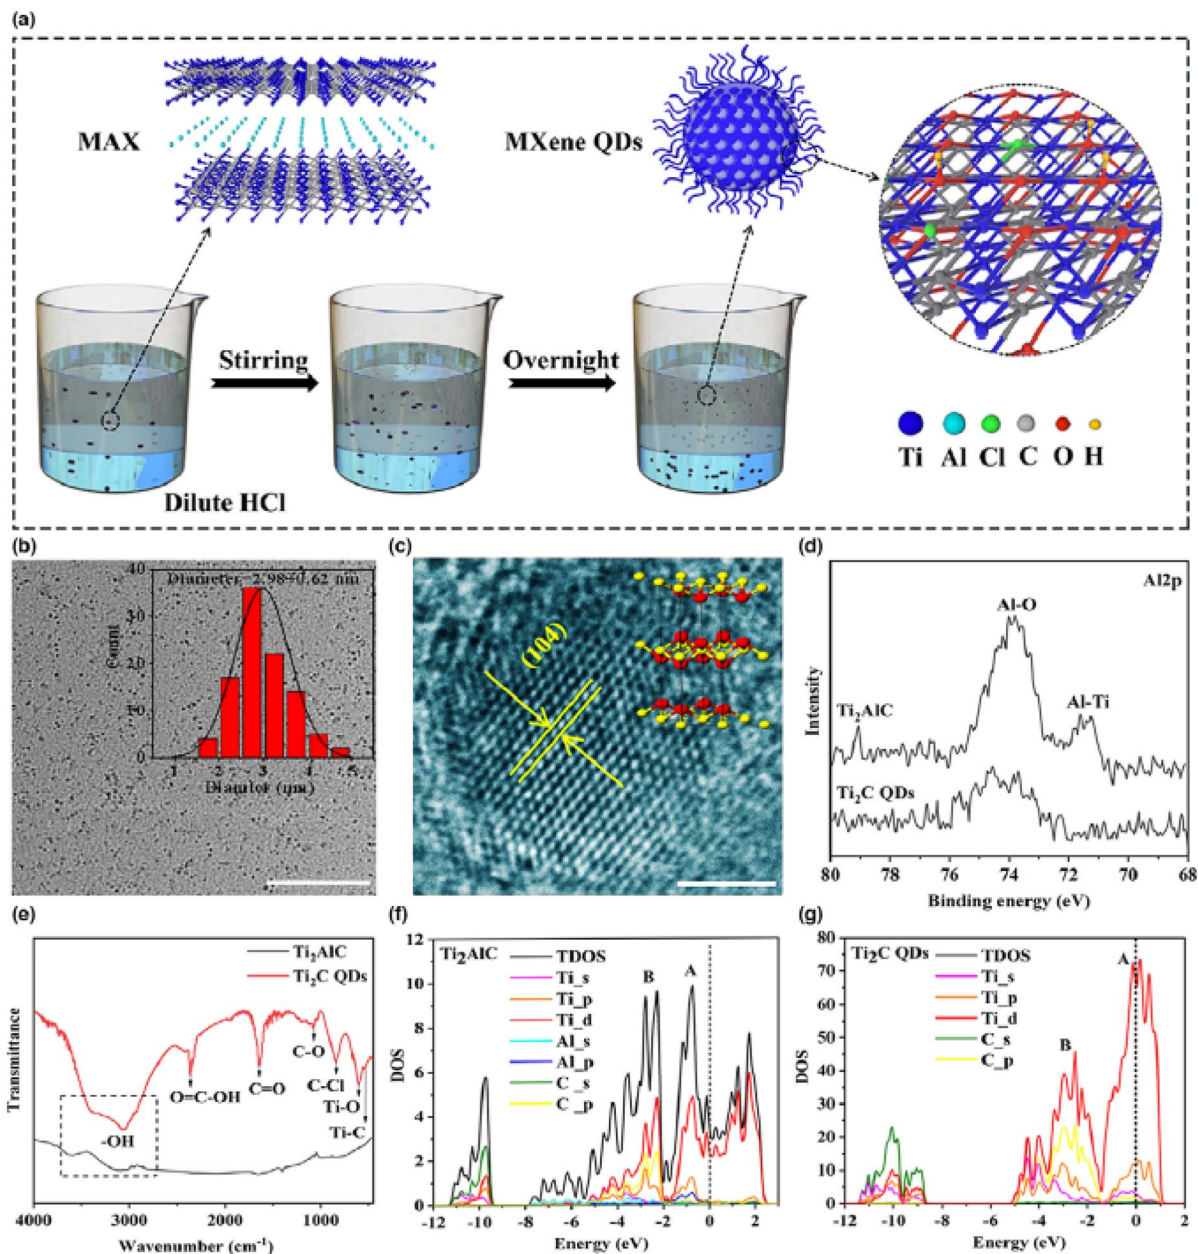 (a)
MAX
MXene QDs
Stirring
Overnight
Dilute HCl
Ti Al Cl C O H
(b)
Diameter=2.98±0.62 nm
40
30
20
10
0
Count
1 2 3 4 5
Diamter (nm)
(c)
(104)
(d)
Al2p
Al-O
Al-Ti
Ti₂AlC
Ti₂C QDs
Intensity
80 78 76 74 72 70 68
Binding energy (eV)
(e)
Ti₂AlC
Ti₂C QDs
Transmittance
-OH
O=C-OH
C=O
C-O
C-Cl
Ti-O
Ti-C
4000 3000 2000 1000
Wavenumber (cm⁻¹)
(f)
Ti₂AlC
TDOS
Ti_s
Ti_p
Ti_d
Al_s
Al_p
C_s
C_p
B
A
12
10
8
6
4
2
0
DOS
-12 -10 -8 -6 -4 -2 0 2
Energy (eV)
(g)
Ti₂C QDs
TDOS
Ti_s
Ti_p
Ti_d
C_s
C_p
B
A
80
70
60
50
40
30
20
10
0
DOS
-12 -10 -8 -6 -4 -2 0 2
Energy (eV)